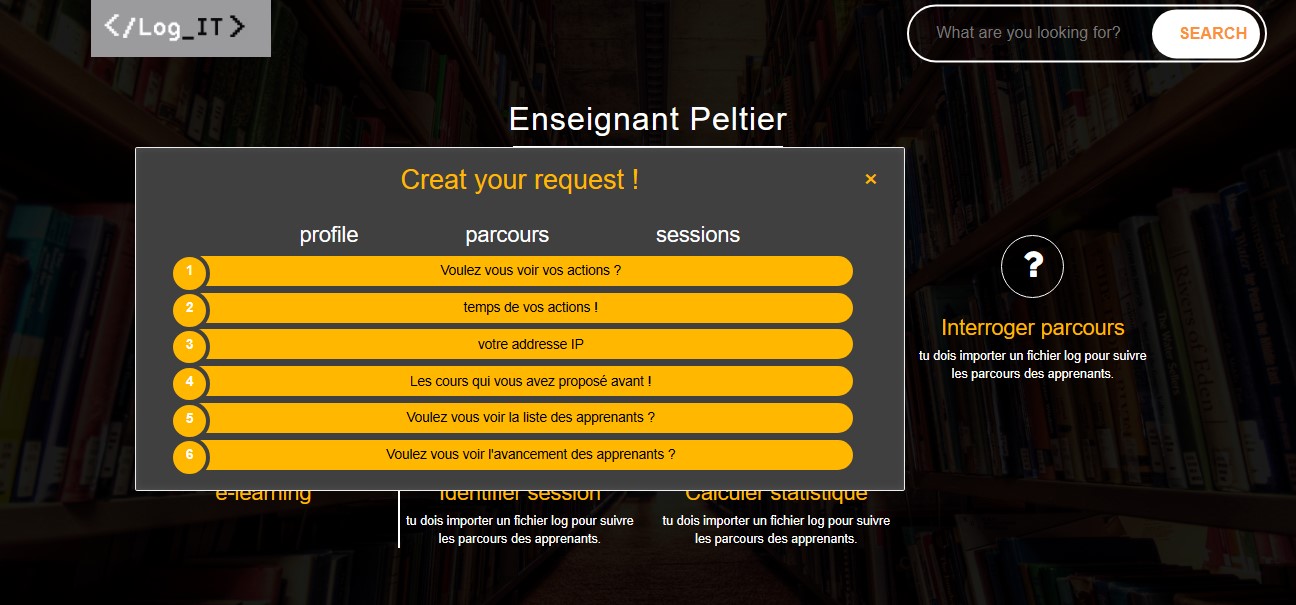 </Log_IT>
What are you looking for?
SEARCH
Enseignant Peltier
Creat your request !
×
profile
parcours
sessions
1
Voulez vous voir vos actions ?
2
temps de vos actions !
3
votre addresse IP
4
Les cours qui vous avez proposé avant !
5
Voulez vous voir la liste des apprenants ?
6
Voulez vous voir l'avancement des apprenants ?
?
Interroger parcours
tu dois importer un fichier log pour suivre
les parcours des apprenants.
e-learning
Identifier session
tu dois importer un fichier log pour suivre
les parcours des apprenants.
Calculer statistique
tu dois importer un fichier log pour suivre
les parcours des apprenants.
Risers of Eden